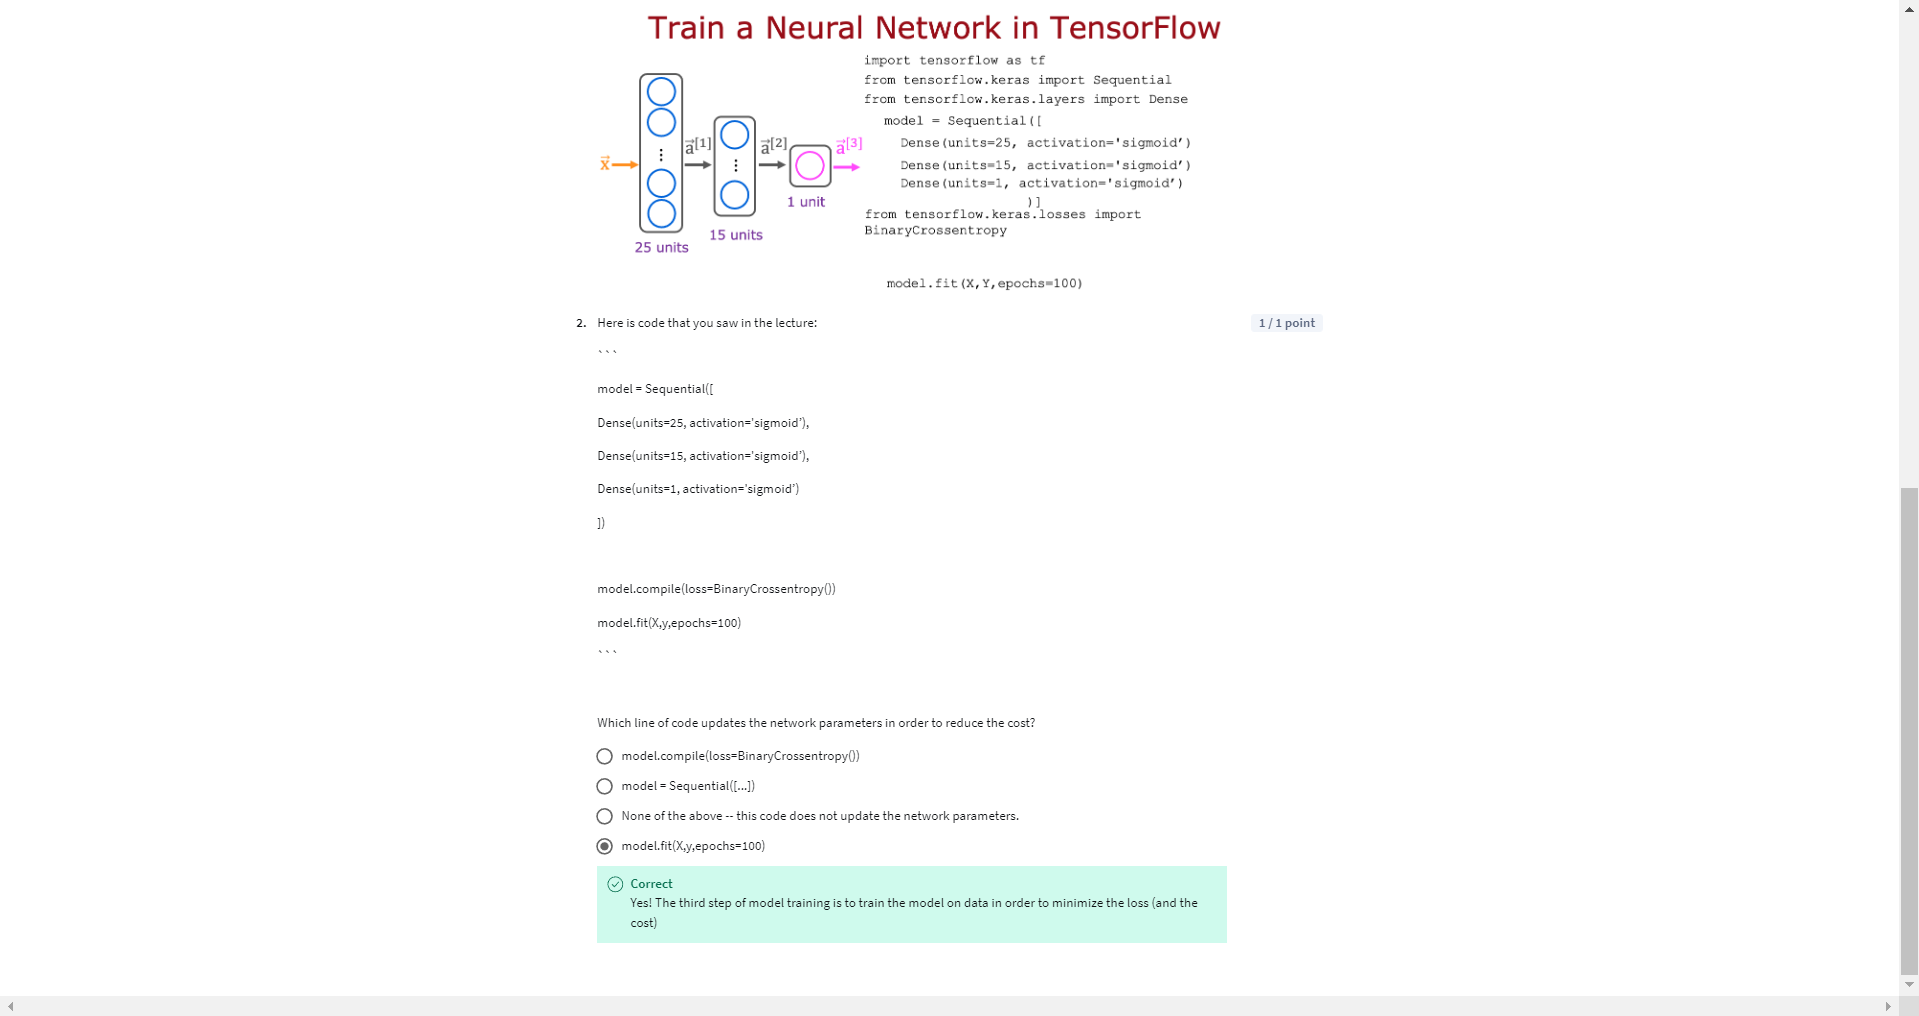 Train a Neural Network in TensorFlow
import tensorflow as tf
from tensorflow.keras import Sequential
from tensorflow.keras.layers import Dense
model = Sequential([
Dense(units=25, activation='sigmoid')
Dense(units=15, activation='sigmoid')
Dense(units=1, activation='sigmoid')
)]
from tensorflow.keras.losses import
BinaryCrossentropy
model.fit(X,Y,epochs=100)
x⃗
a⃗[1]
a⃗[2]
a⃗[3]
25 units
15 units
1 unit
2. Here is code that you saw in the lecture:
1 / 1 point
```
model = Sequential([
Dense(units=25, activation='sigmoid’),
Dense(units=15, activation='sigmoid’),
Dense(units=1, activation='sigmoid’)
])
model.compile(loss=BinaryCrossentropy())
model.fit(X,y,epochs=100)
```
Which line of code updates the network parameters in order to reduce the cost?
model.compile(loss=BinaryCrossentropy())
model = Sequential([...])
None of the above -- this code does not update the network parameters.
model.fit(X,y,epochs=100)
Correct
Yes! The third step of model training is to train the model on data in order to minimize the loss (and the
cost)